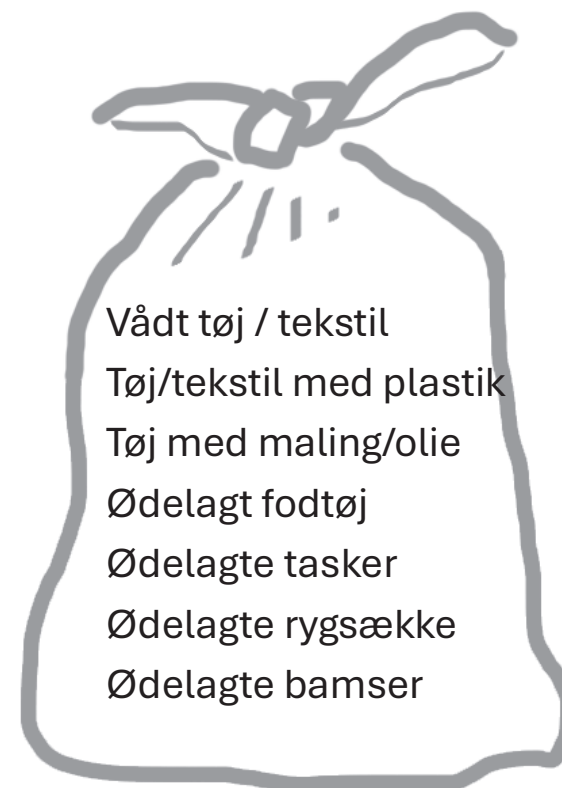 Vådt tøj / tekstil
Tøj/tekstil med plastik
Tøj med maling/olie
Ødelagt fodtøj
Ødelagte tasker
Ødelagte rygsække
Ødelagte bamser